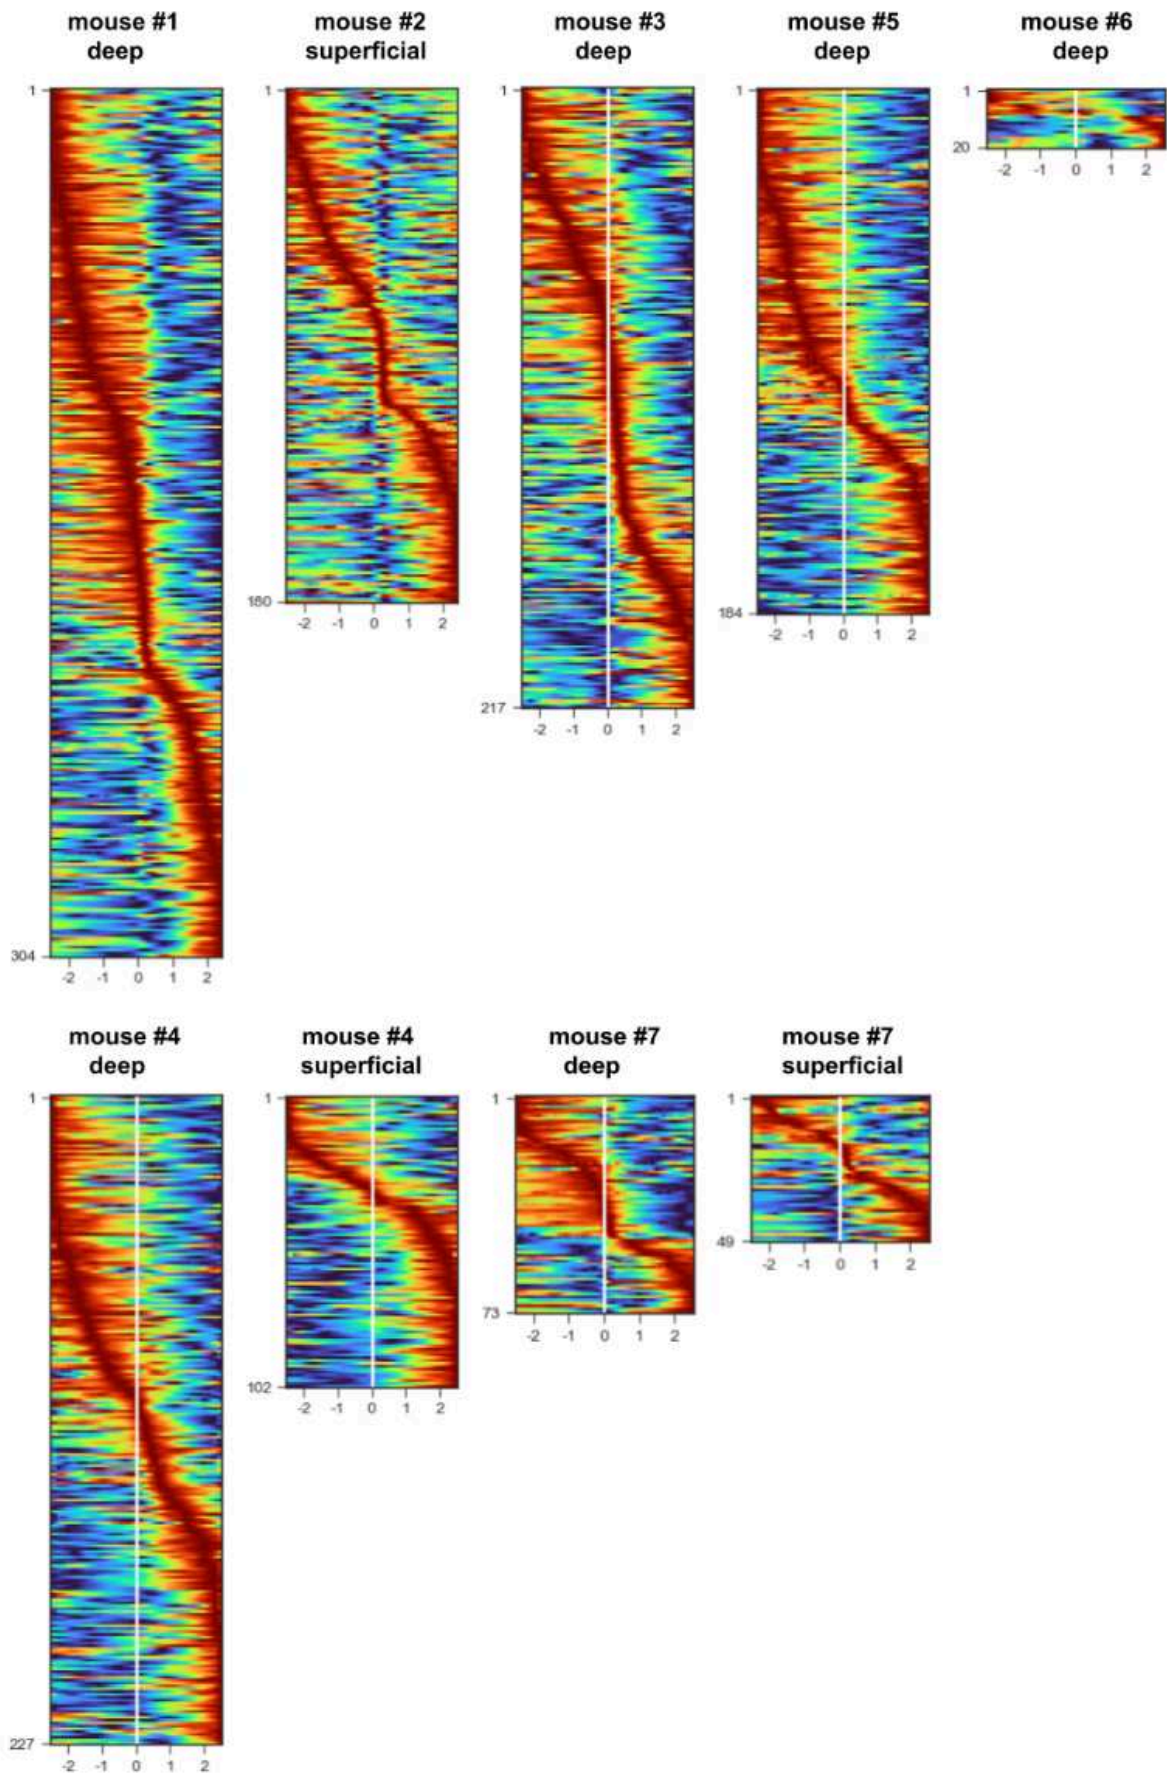 mouse #1
deep
mouse #2
superficial
mouse #3
deep
mouse #5
deep
mouse #6
deep
1
304
-2 -1 0 1 2
1
180
-2 -1 0 1 2
1
217
-2 -1 0 1 2
1
184
-2 -1 0 1 2
1
20
-2 -1 0 1 2
mouse #4
deep
mouse #4
superficial
mouse #7
deep
mouse #7
superficial
1
227
-2 -1 0 1 2
1
102
-2 -1 0 1 2
1
73
-2 -1 0 1 2
1
49
-2 -1 0 1 2